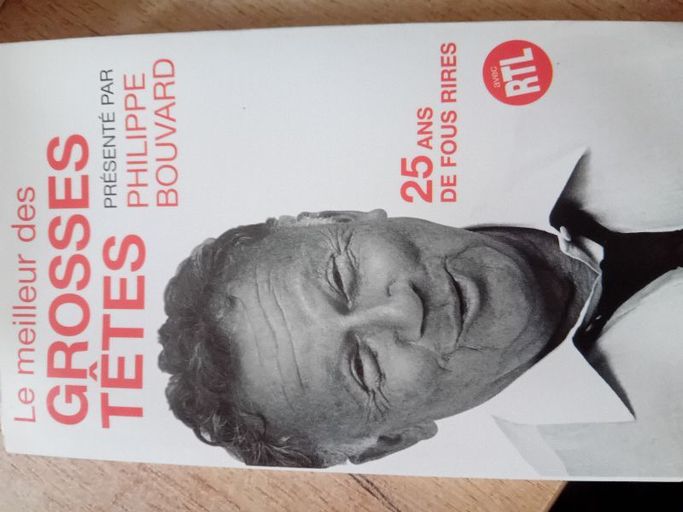 Le meilleur des
GROSSES
TÊTES
PRÉSENTÉ PAR
PHILIPPE
BOUVARD
25 ANS
DE FOUS RIRES
avec
RTL